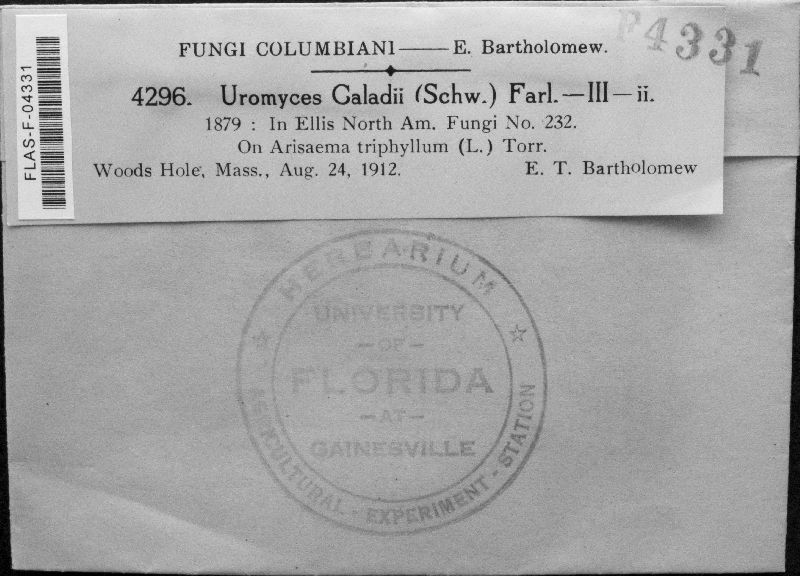 FUNGI COLUMBIANI — E. Bartholomew.
F4331
4296. Uromyces Caladii (Schw.) Farl.—III—ii.
1879 : In Ellis North Am. Fungi No. 232.
On Arisaema triphyllum (L.) Torr.
Woods Hole, Mass., Aug. 24, 1912. E. T. Bartholomew
FLAS-F-04331
HERBARIUM
UNIVERSITY
—OF—
FLORIDA
—AT—
GAINESVILLE
AGRICULTURAL - EXPERIMENT - STATION